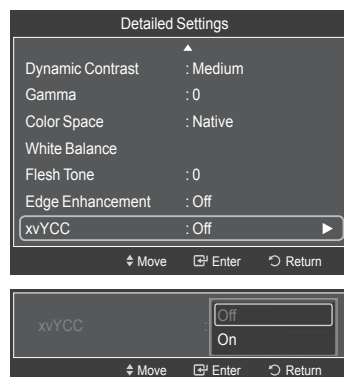 Detailed Settings
Dynamic Contrast : Medium
Gamma : 0
Color Space : Native
White Balance
Flesh Tone : 0
Edge Enhancement : Off
xvYCC : Off
Move Enter Return
xvYCC : Off
On
Move Enter Return